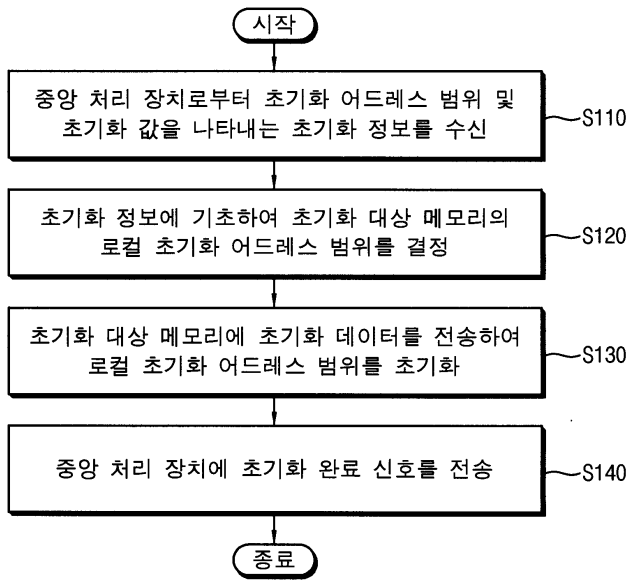 시작
중앙 처리 장치로부터 초기화 어드레스 범위 및
초기화 값을 나타내는 초기화 정보를 수신
S110
초기화 정보에 기초하여 초기화 대상 메모리의
로컬 초기화 어드레스 범위를 결정
S120
초기화 대상 메모리에 초기화 데이터를 전송하여
로컬 초기화 어드레스 범위를 초기화
S130
중앙 처리 장치에 초기화 완료 신호를 전송
S140
종료